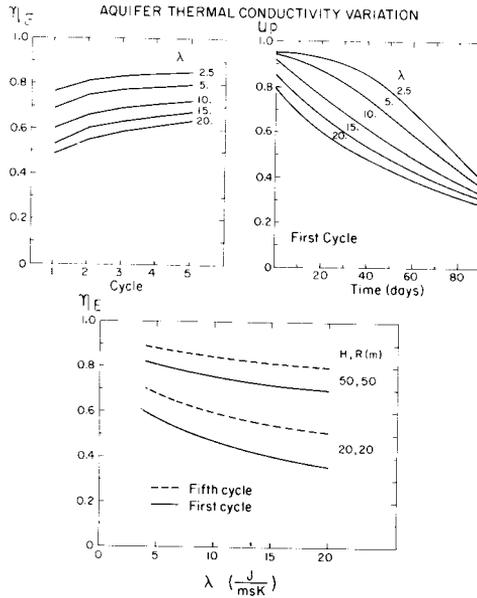 AQUIFER THERMAL CONDUCTIVITY VARIATION
ηE
1.0
0.8
0.6
0.4
0.2
0
λ
2.5
5.
10.
15.
20.
1 2 3 4 5
Cycle
Up
1.0
0.8
0.6
0.4
0.2
0
λ
2.5
5.
10.
15.
20.
First Cycle
20 40 60 80
Time (days)
ηE
1.0
0.8
0.6
0.4
0.2
0
H, R (m)
50, 50
20, 20
Fifth cycle
First cycle
0 5 10 15 20
λ (J/msK)